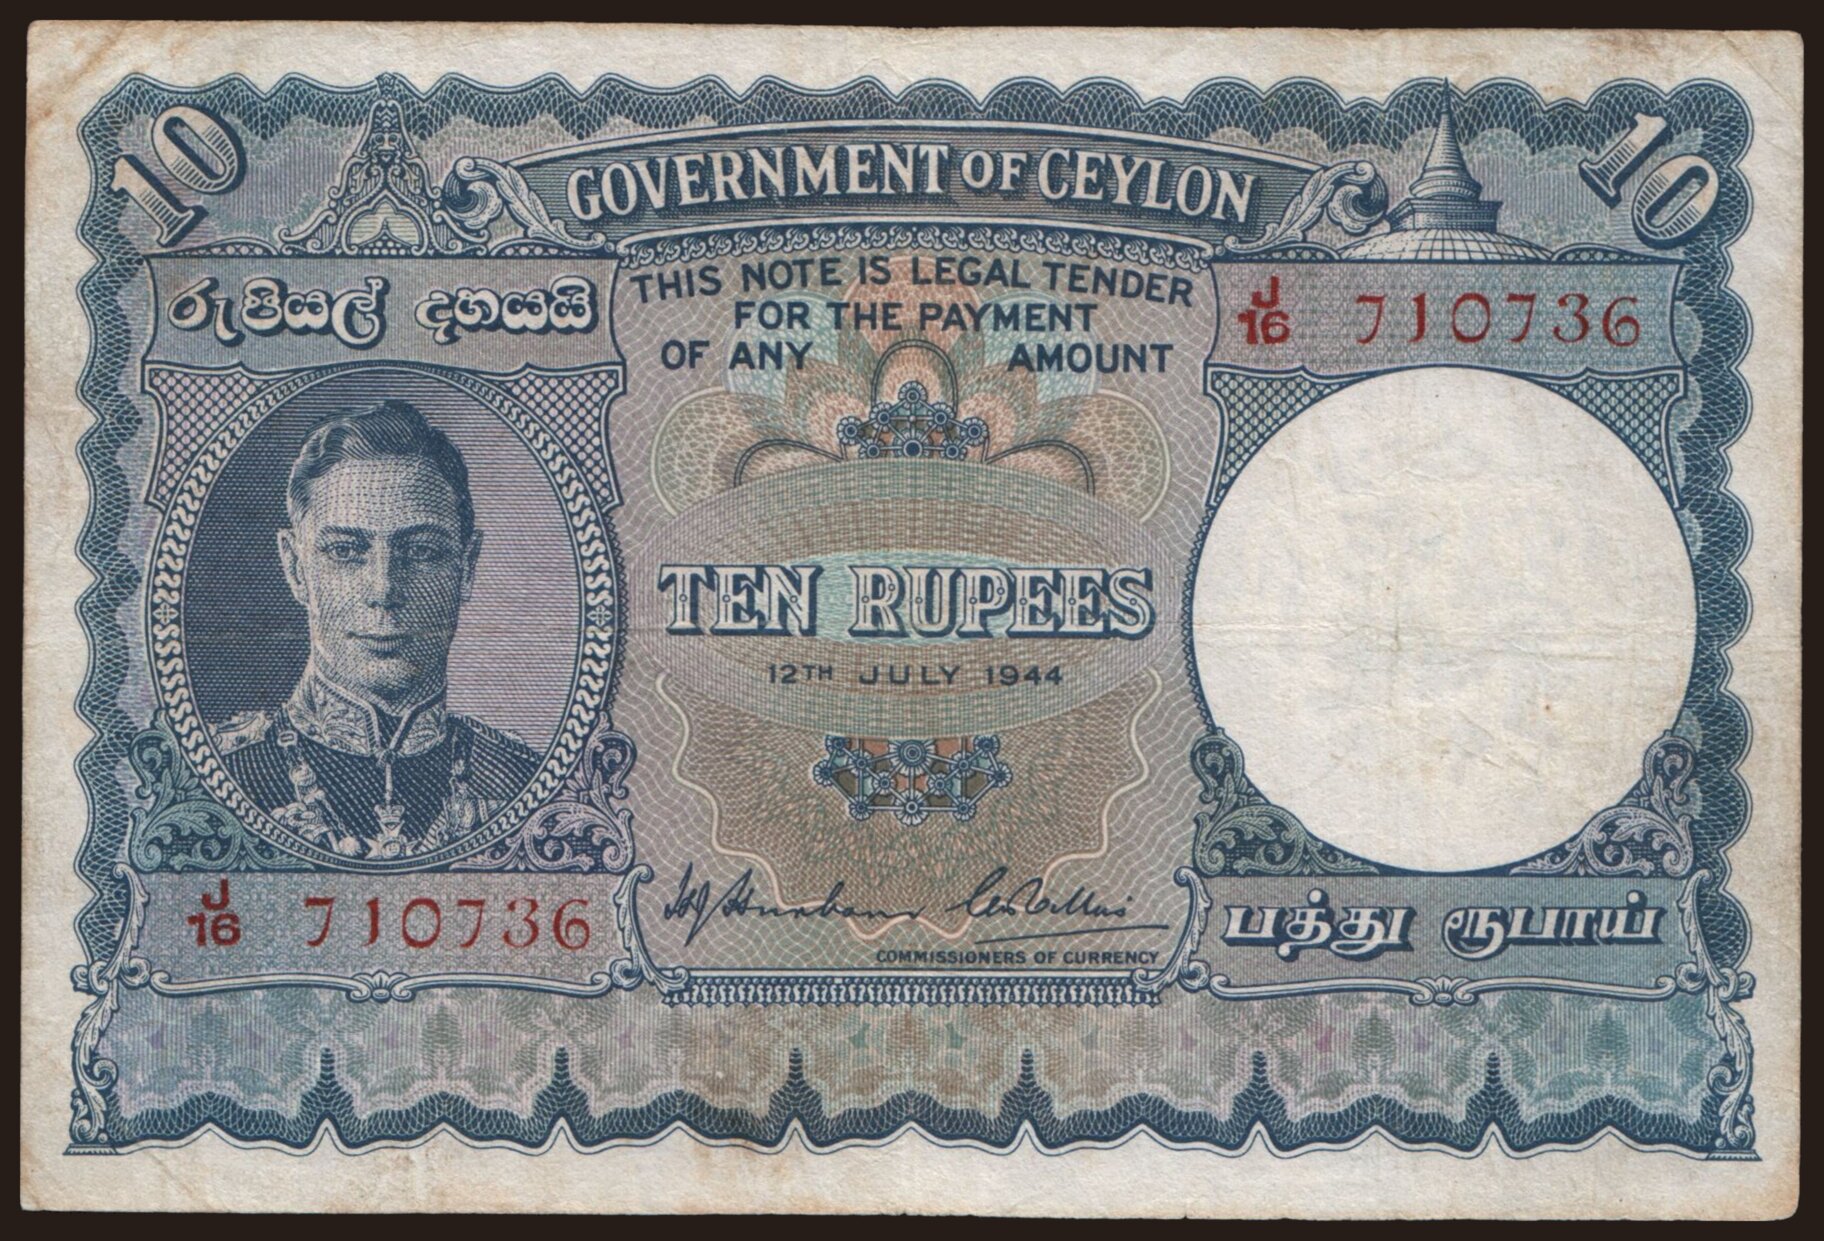 10
10
GOVERNMENT OF CEYLON
රුපියල් දහයයි
THIS NOTE IS LEGAL TENDER
FOR THE PAYMENT
OF ANY AMOUNT
J/16 710736
TEN RUPEES
12TH JULY 1944
J/16 710736
COMMISSIONERS OF CURRENCY
பத்து ரூபாய்